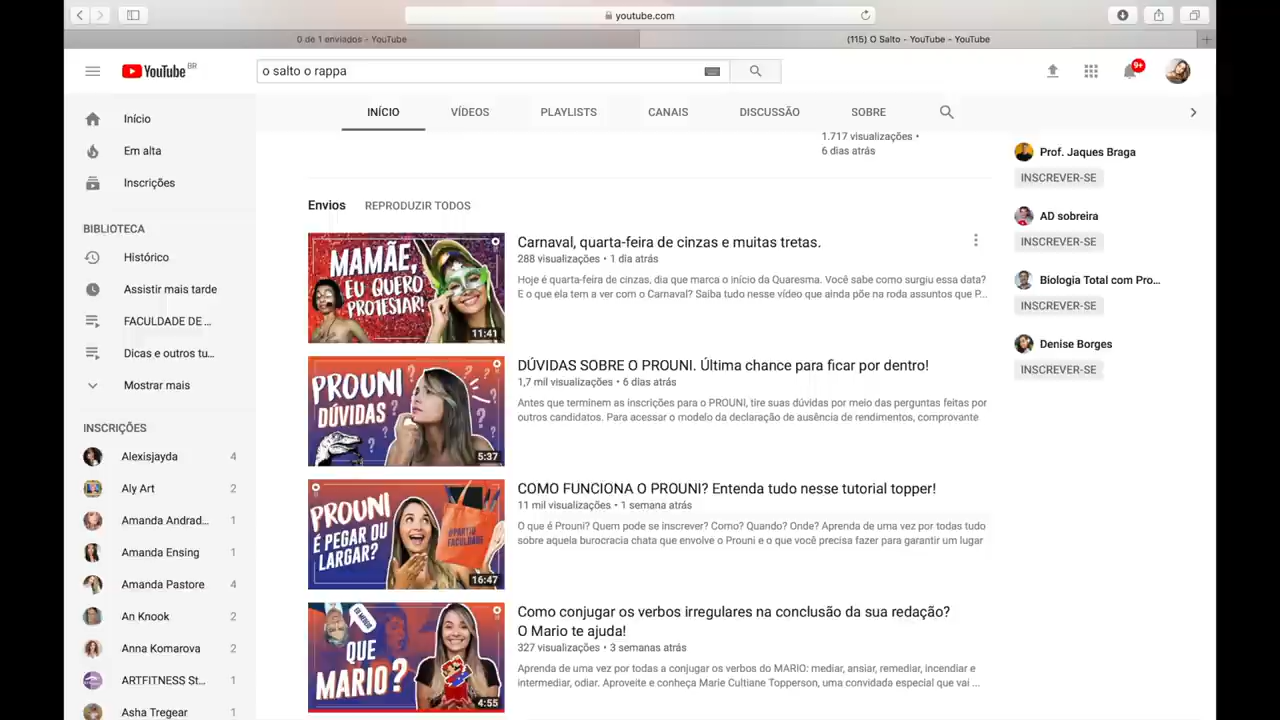 youtube.com
0 de 1 enviados - YouTube
(115) O Salto - YouTube - YouTube
YouTube BR
o salto o rappa
9+
INÍCIO
VÍDEOS
PLAYLISTS
CANAIS
DISCUSSÃO
SOBRE
Início
Em alta
Inscrições
BIBLIOTECA
Histórico
Assistir mais tarde
FACULDADE DE ...
Dicas e outros tu...
Mostrar mais
INSCRIÇÕES
Alexisjayda 4
Aly Art 2
Amanda Andrad... 1
Amanda Ensing 1
Amanda Pastore 4
An Knook 2
Anna Komarova 2
ARTFITNESS St... 1
Asha Tregear 1
1.717 visualizações •
6 dias atrás
Envios
REPRODUZIR TODOS
MAMÃE,
EU QUERO
PROTESTAR!
11:41
Carnaval, quarta-feira de cinzas e muitas tretas.
288 visualizações • 1 dia atrás
Hoje é quarta-feira de cinzas, dia que marca o início da Quaresma. Você sabe como surgiu essa data?
E o que ela tem a ver com o Carnaval? Saiba tudo nesse vídeo que ainda põe na roda assuntos que P...
PROUNI
DÚVIDAS
5:37
DÚVIDAS SOBRE O PROUNI. Última chance para ficar por dentro!
1,7 mil visualizações • 6 dias atrás
Antes que terminem as inscrições para o PROUNI, tire suas dúvidas por meio das perguntas feitas por
outros candidatos. Para acessar o modelo da declaração de ausência de rendimentos, comprovante
PROUNI
É PEGAR OU
LARGAR?
#PARTIU
FACULDADE
16:47
COMO FUNCIONA O PROUNI? Entenda tudo nesse tutorial topper!
11 mil visualizações • 1 semana atrás
O que é Prouni? Quem pode se inscrever? Como? Quando? Onde? Aprenda de uma vez por todas tudo
sobre aquela burocracia chata que envolve o Prouni e o que você precisa fazer para garantir um lugar
QUE
MARIO?
4:55
Como conjugar os verbos irregulares na conclusão da sua redação?
O Mario te ajuda!
327 visualizações • 3 semanas atrás
Aprenda de uma vez por todas a conjugar os verbos do MARIO: mediar, ansiar, remediar, incendiar e
intermediar, odiar. Aproveite e conheça Marie Cultiane Topperson, uma convidada especial que vai ...
Prof. Jaques Braga
INSCREVER-SE
AD sobreira
INSCREVER-SE
Biologia Total com Pro...
INSCREVER-SE
Denise Borges
INSCREVER-SE